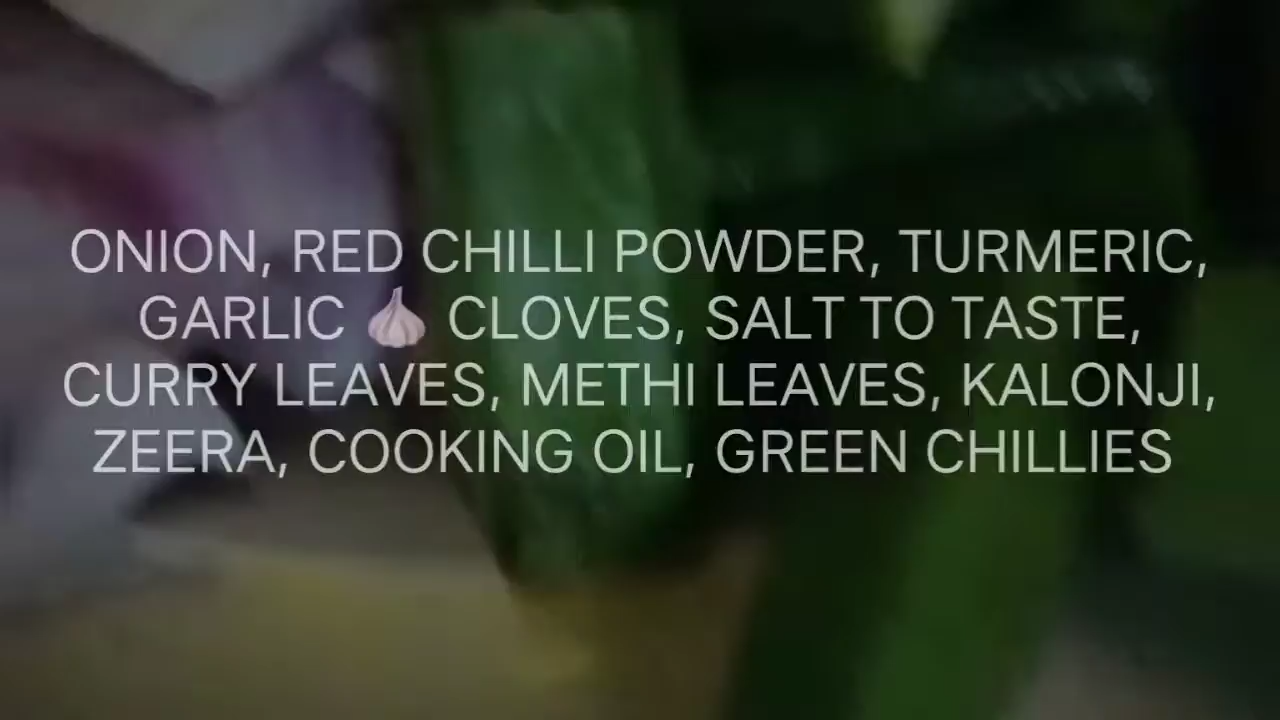 ONION, RED CHILLI POWDER, TURMERIC,
GARLIC 🧄 CLOVES, SALT TO TASTE,
CURRY LEAVES, METHI LEAVES, KALONJI,
ZEERA, COOKING OIL, GREEN CHILLIES